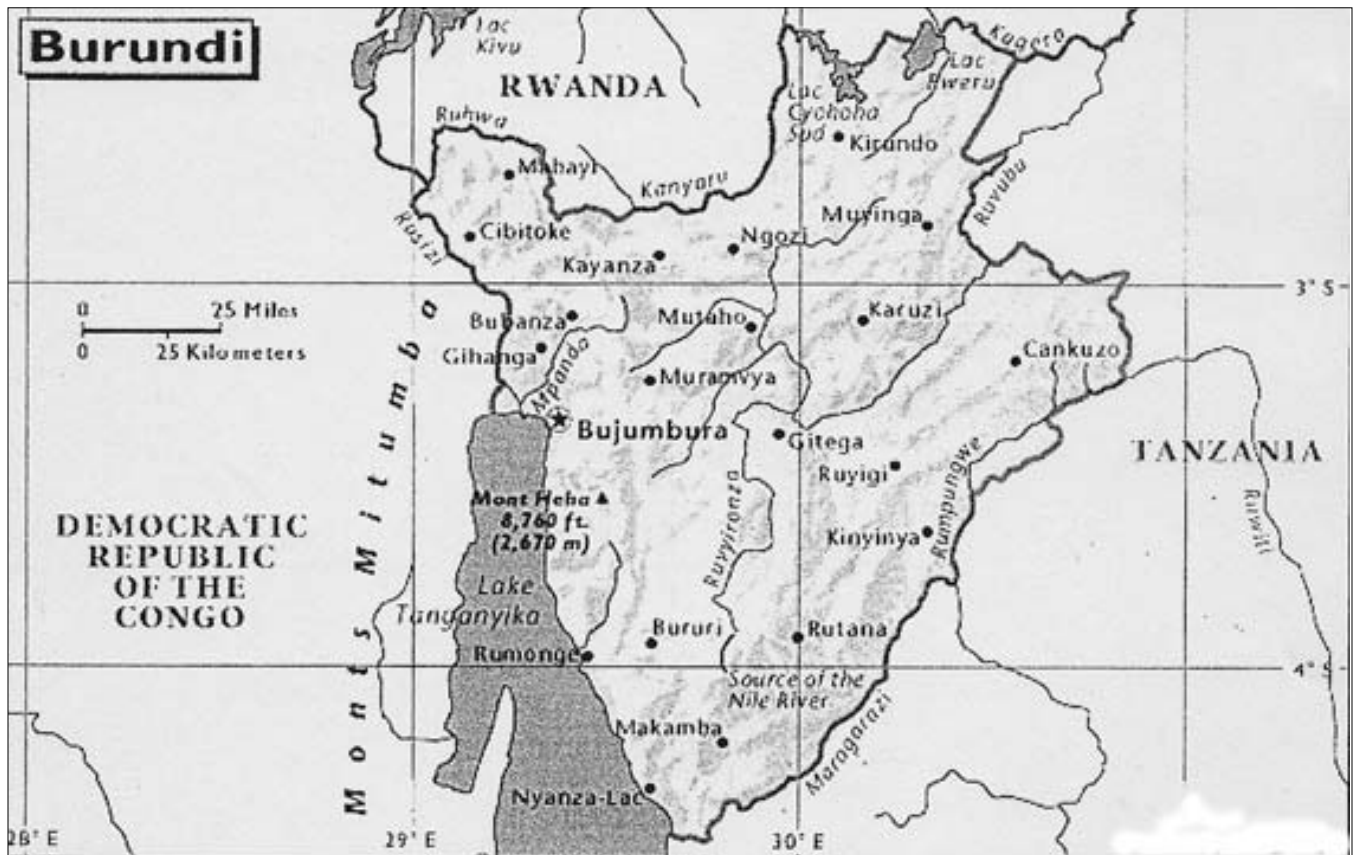 Burundi
Lac
Kivu
RWANDA
Kagera
Lac
Rweru
Lac
Cyohoha
Sud
Ruhwa
Kirundo
Mabayi
Kanyaru
Ruvubu
Rusizi
Cibitoke
Muyinga
Ngozi
Kayanza
3° S
0 25 Miles
0 25 Kilometers
Bubanza
Mutaho
Karuzi
Gihanga
Mpanda
Cankuzo
Muramvya
Bujumbura
Gitega
TANZANIA
Ruyigi
Mont Heha
8,760 ft.
(2,670 m)
DEMOCRATIC
REPUBLIC
OF THE
CONGO
Monts Mitumba
Ruvyironza
Kinyinya
Rumpungwe
Lake
Tanganyika
Bururi
Rutana
Rumonge
4° S
Source of the
Nile River
Makamba
Maragarazi
Nyanza-Lac
28° E
29° E
30° E